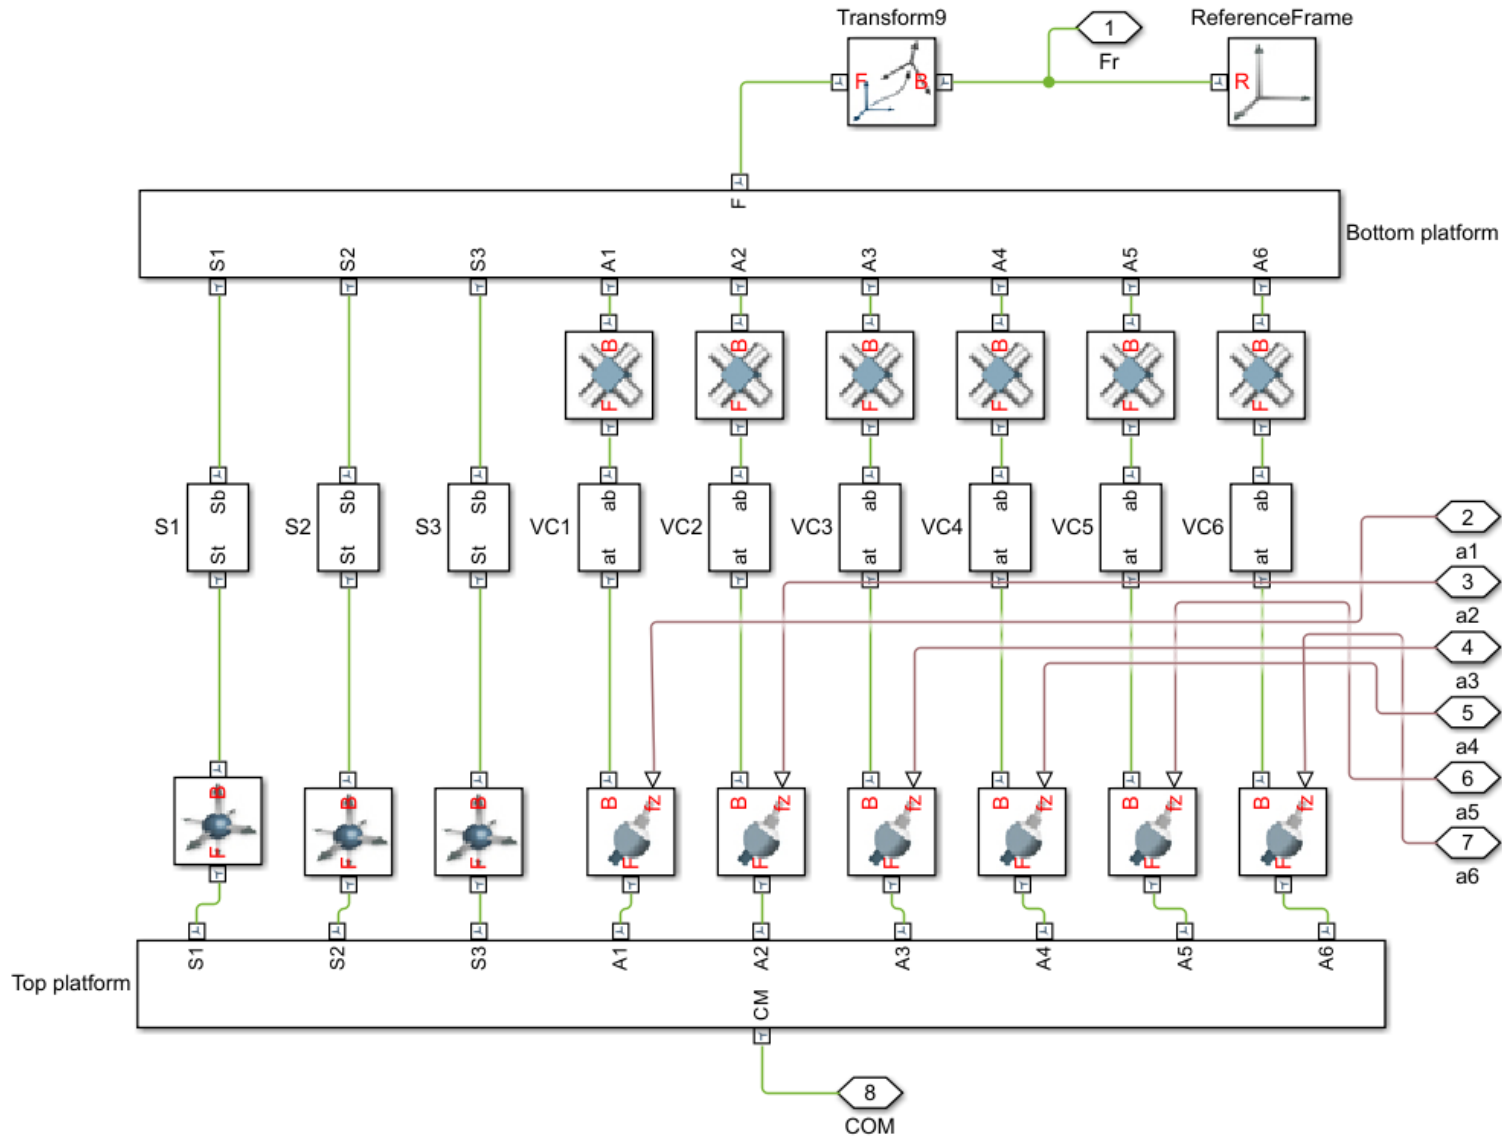 Transform9
1
Fr
ReferenceFrame
F
B
R
F
Bottom platform
S1
S2
S3
A1
A2
A3
A4
A5
A6
B
B
B
B
B
B
F
F
F
F
F
F
S1
Sb
St
S2
Sb
St
S3
Sb
St
VC1
ab
at
VC2
ab
at
VC3
ab
at
VC4
ab
at
VC5
ab
at
VC6
ab
at
2
a1
3
a2
4
a3
5
a4
6
a5
7
a6
B
F
B
F
B
F
B
fz
F
B
fz
F
B
fz
F
B
fz
F
B
fz
F
B
fz
F
S1
S2
S3
A1
A2
A3
A4
A5
A6
Top platform
CM
8
COM